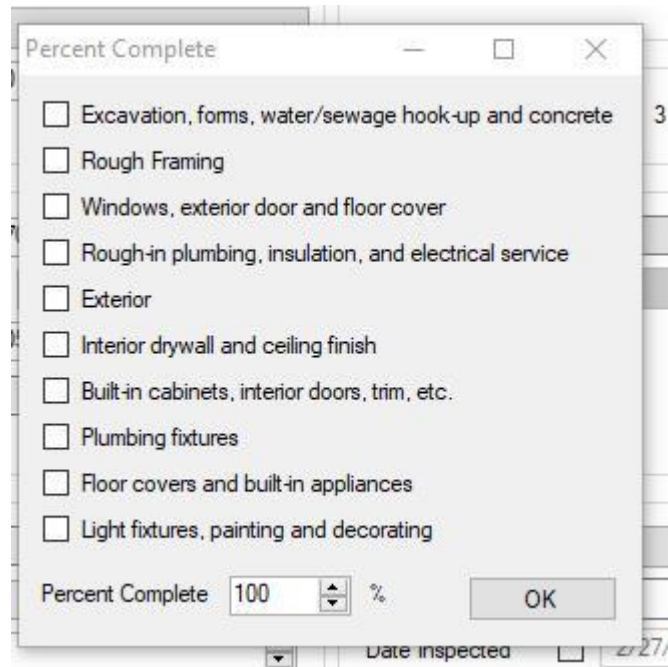 Percent Complete
Excavation, forms, water/sewage hook-up and concrete
3
Rough Framing
Windows, exterior door and floor cover
Rough-in plumbing, insulation, and electrical service
Exterior
Interior drywall and ceiling finish
Built-in cabinets, interior doors, trim, etc.
Plumbing fixtures
Floor covers and built-in appliances
Light fixtures, painting and decorating
Percent Complete 100 % OK
Date Inspected 2/27/